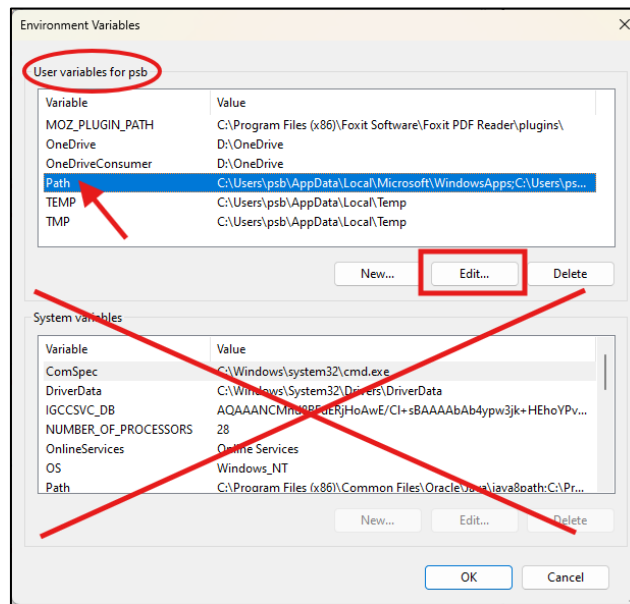 Environment Variables
User variables for psb
Variable Value
MOZ_PLUGIN_PATH C:\Program Files (x86)\Foxit Software\Foxit PDF Reader\plugins\
OneDrive D:\OneDrive
OneDriveConsumer D:\OneDrive
Path C:\Users\psb\AppData\Local\Microsoft\WindowsApps;C:\Users\ps...
TEMP C:\Users\psb\AppData\Local\Temp
TMP C:\Users\psb\AppData\Local\Temp
New... Edit... Delete
System variables
Variable Value
ComSpec C:\Windows\system32\cmd.exe
DriverData C:\Windows\System32\Drivers\DriverData
IGCCSVC_DB
NUMBER_OF_PROCESSORS 28
OnlineServices Online Services
OS Windows_NT
Path C:\Program Files (x86)\Common Files\Oracle\Java\java8path;C:\Pr...
New... Edit... Delete
OK Cancel